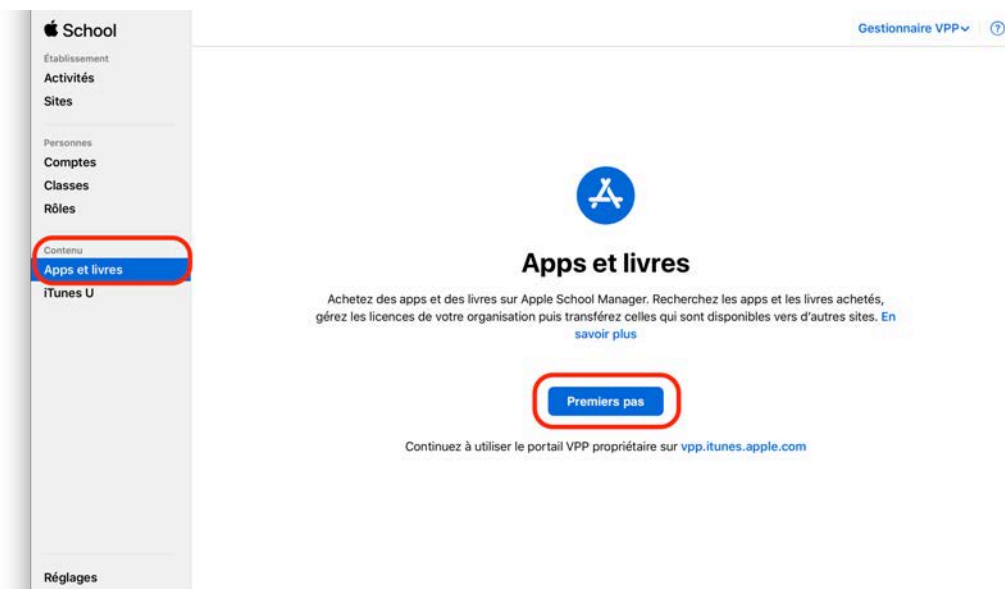 School
Gestionnaire VPP
?
Établissement
Activités
Sites
Personnes
Comptes
Classes
Rôles
Contenu
Apps et livres
iTunes U
Apps et livres
Achetez des apps et des livres sur Apple School Manager. Recherchez les apps et les livres achetés,
gérez les licences de votre organisation puis transférez celles qui sont disponibles vers d'autres sites. En
savoir plus
Premiers pas
Continuez à utiliser le portail VPP propriétaire sur vpp.itunes.apple.com
Réglages